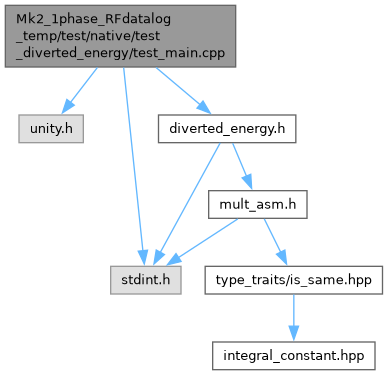 Mk2_1phase_RFdatalog
_temp/test/native/test
_diverted_energy/test_main.cpp
unity.h
diverted_energy.h
mult_asm.h
stdint.h
type_traits/is_same.hpp
integral_constant.hpp